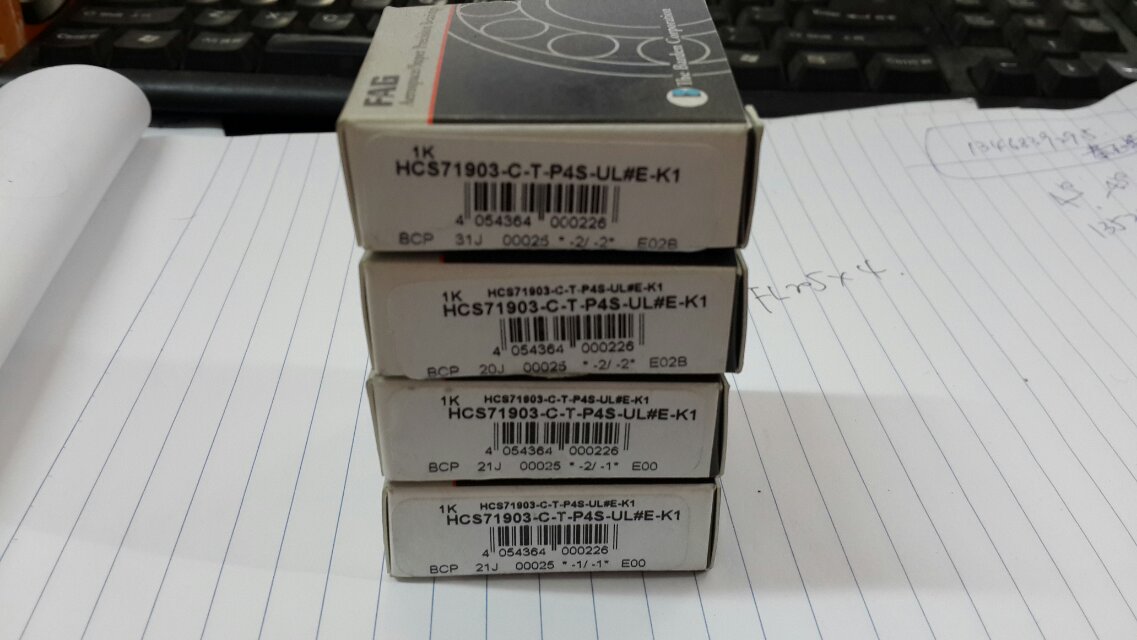 FAG
Aerospace/Super Precision
The Barden Corporation
1K
HCS71903-C-T-P4S-UL#E-K1
4 054364 000226
BCP 31J 00025 * -2/ -2* E02B
1K HCS71903-C-T-P4S-UL#E-K1
HCS71903-C-T-P4S-UL#E-K1
4 054364 000226
BCP 20J 00025 * -2/ -2* E02B
1K HCS71903-C-T-P4S-UL#E-K1
HCS71903-C-T-P4S-UL#E-K1
4 054364 000226
BCP 21J 00025 * -2/ -1* E00
1K HCS71903-C-T-P4S-UL#E-K1
HCS71903-C-T-P4S-UL#E-K1
4 054364 000226
BCP 21J 00025 * -1/ -1* E00